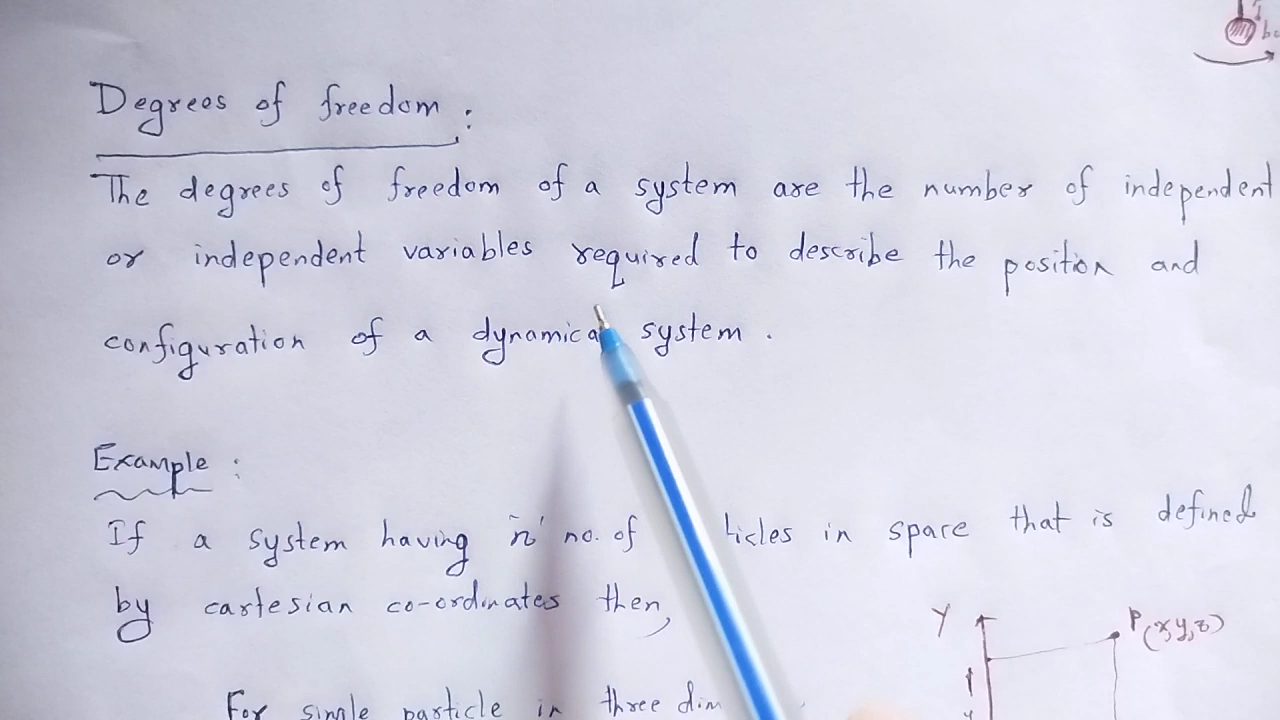 Degrees of freedom :
The degrees of freedom of a system are the number of independent
or independent variables required to describe the position and
configuration of a dynamical system .
Example :
If a system having 'n' no. of in space that is defined
by cartesian co-ordinates then,
Y P(x,y,z)
For single particle in three